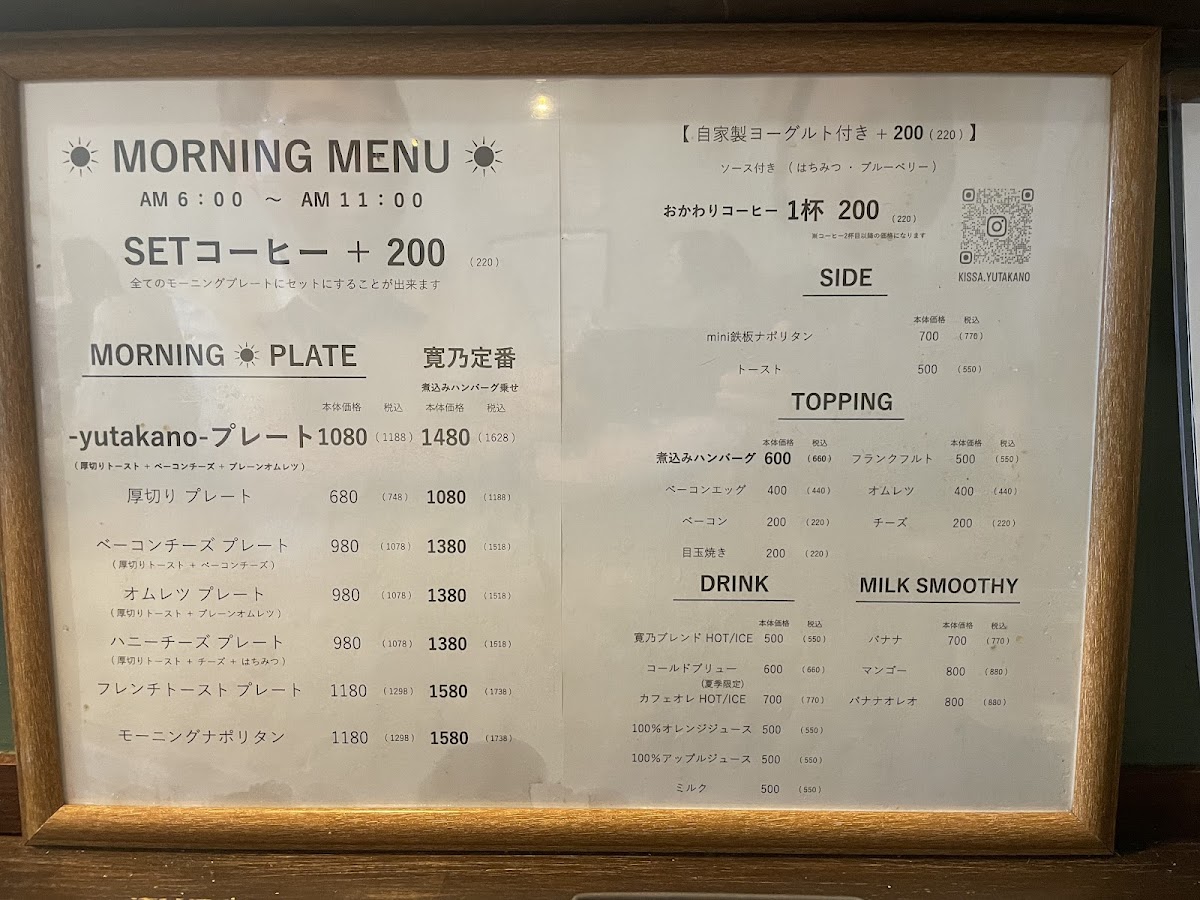 MORNING MENU
AM 6:00 ～ AM 11:00
SETコーヒー + 200 (220)
全てのモーニングプレートにセットにすることが出来ます
MORNING PLATE 寛乃定番
煮込みハンバーグ乗せ
本体価格 税込 本体価格 税込
-yutakano-プレート 1080 (1188) 1480 (1628)
(厚切りトースト + ベーコンチーズ + プレーンオムレツ)
厚切り プレート 680 (748) 1080 (1188)
ベーコンチーズ プレート 980 (1078) 1380 (1518)
(厚切りトースト + ベーコンチーズ)
オムレツ プレート 980 (1078) 1380 (1518)
(厚切りトースト + プレーンオムレツ)
ハニーチーズ プレート 980 (1078) 1380 (1518)
(厚切りトースト + チーズ + はちみつ)
フレンチトースト プレート 1180 (1298) 1580 (1738)
モーニングナポリタン 1180 (1298) 1580 (1738)
【 自家製ヨーグルト付き + 200 (220) 】
ソース付き (はちみつ・ブルーベリー)
おかわりコーヒー 1杯 200 (220)
※コーヒー2杯目以降の価格になります
KISSA.YUTAKANO
SIDE
本体価格 税込
mini鉄板ナポリタン 700 (770)
トースト 500 (550)
TOPPING
本体価格 税込 本体価格 税込
煮込みハンバーグ 600 (660) フランクフルト 500 (550)
ベーコンエッグ 400 (440) オムレツ 400 (440)
ベーコン 200 (220) チーズ 200 (220)
目玉焼き 200 (220)
DRINK
本体価格 税込
寛乃ブレンド HOT/ICE 500 (550)
コールドブリュー 600 (660)
(夏季限定)
カフェオレ HOT/ICE 700 (770)
100%オレンジジュース 500 (550)
100%アップルジュース 500 (550)
ミルク 500 (550)
MILK SMOOTHY
本体価格 税込
バナナ 700 (770)
マンゴー 800 (880)
バナナオレオ 800 (880)